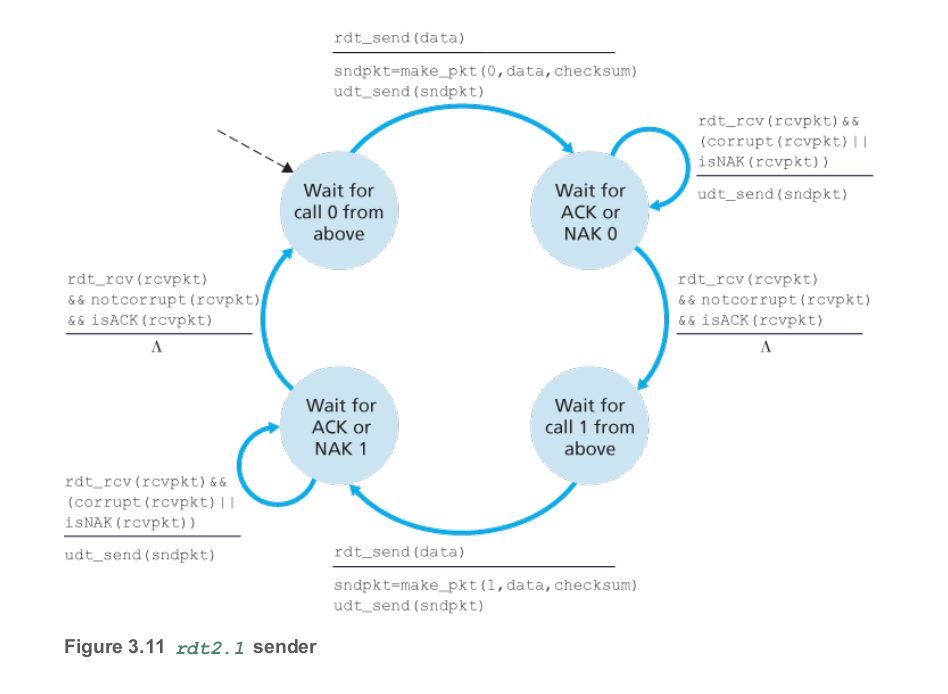 rdt_send(data)
sndpkt=make_pkt(0,data,checksum)
udt_send(sndpkt)
rdt_rcv(rcvpkt)&&
(corrupt(rcvpkt)||
isNAK(rcvpkt))
udt_send(sndpkt)
Wait for
call 0 from
above
Wait for
ACK or
NAK 0
rdt_rcv(rcvpkt)
&& notcorrupt(rcvpkt)
&& isACK(rcvpkt)
Λ
rdt_rcv(rcvpkt)
&& notcorrupt(rcvpkt)
&& isACK(rcvpkt)
Λ
Wait for
ACK or
NAK 1
Wait for
call 1 from
above
rdt_rcv(rcvpkt)&&
(corrupt(rcvpkt)||
isNAK(rcvpkt))
udt_send(sndpkt)
rdt_send(data)
sndpkt=make_pkt(1,data,checksum)
udt_send(sndpkt)
Figure 3.11 rdt2.1 sender